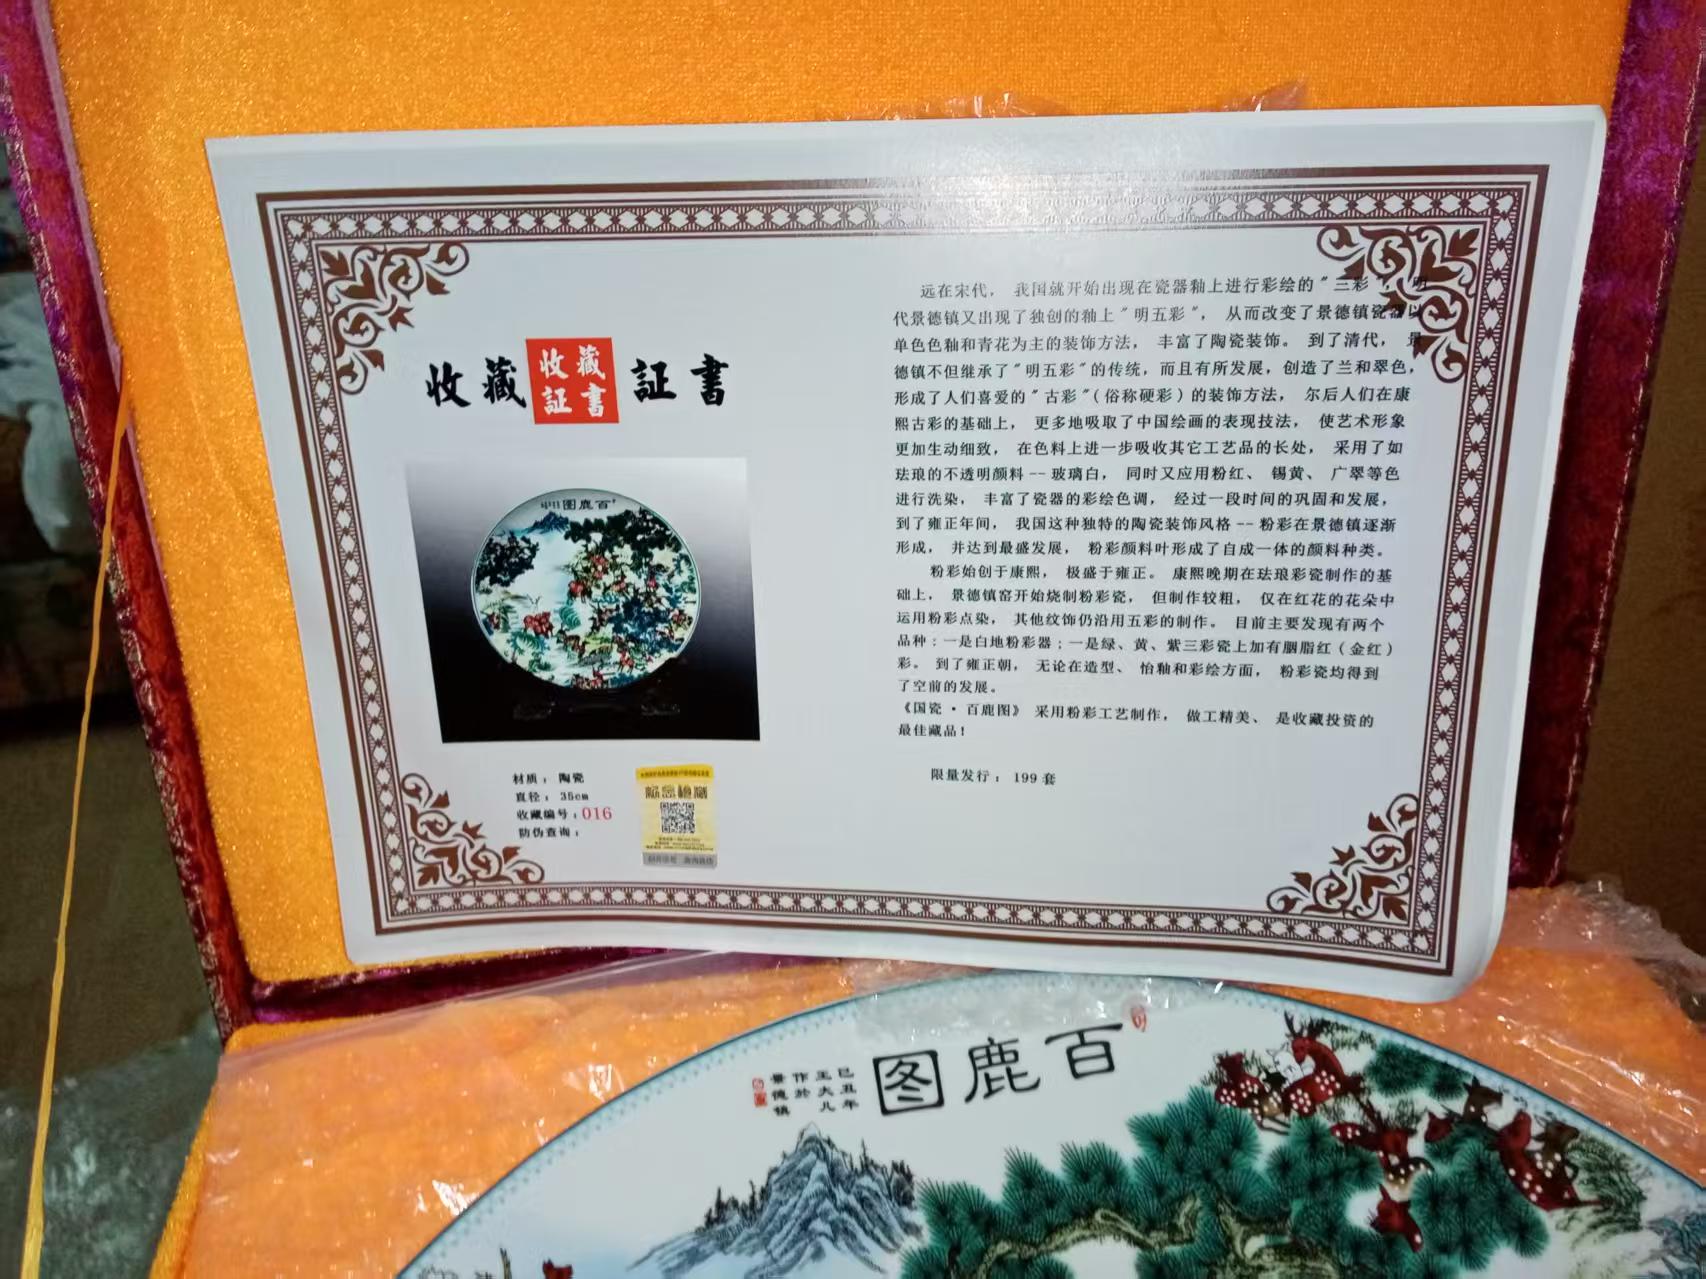 收藏
收藏
証書
証書
百鹿图
材质：陶瓷
直径：35cm
收藏编号：016
防伪查询：
远在宋代， 我国就开始出现在瓷器釉上进行彩绘的"三彩"， 明
代景德镇又出现了独创的釉上"明五彩"， 从而改变了景德镇瓷器以
单色色釉和青花为主的装饰方法， 丰富了陶瓷装饰。 到了清代， 景
德镇不但继承了"明五彩"的传统，而且有所发展，创造了兰和翠色，
形成了人们喜爱的"古彩"(俗称硬彩)的装饰方法， 尔后人们在康
熙古彩的基础上， 更多地吸取了中国绘画的表现技法， 使艺术形象
更加生动细致， 在色料上进一步吸收其它工艺品的长处， 采用了如
珐琅的不透明颜料--玻璃白， 同时又应用粉红、 锡黄、 广翠等色
进行洗染， 丰富了瓷器的彩绘色调， 经过一段时间的巩固和发展，
到了雍正年间， 我国这种独特的陶瓷装饰风格--粉彩在景德镇逐渐
形成， 并达到最盛发展， 粉彩颜料叶形成了自成一体的颜料种类。
粉彩始创于康熙， 极盛于雍正。 康熙晚期在珐琅彩瓷制作的基
础上， 景德镇窑开始烧制粉彩瓷， 但制作较粗， 仅在红花的花朵中
运用粉彩点染， 其他纹饰仍沿用五彩的制作。 目前主要发现有两个
品种：一是白地粉彩器；一是绿、黄、紫三彩瓷上加有胭脂红(金红)
彩。 到了雍正朝， 无论在造型、 怡釉和彩绘方面， 粉彩瓷均得到
了空前的发展。
《国瓷·百鹿图》 采用粉彩工艺制作， 做工精美、 是收藏投资的
最佳藏品！
限量发行：199套
百鹿图
己丑年
王大凡
作於
景德镇